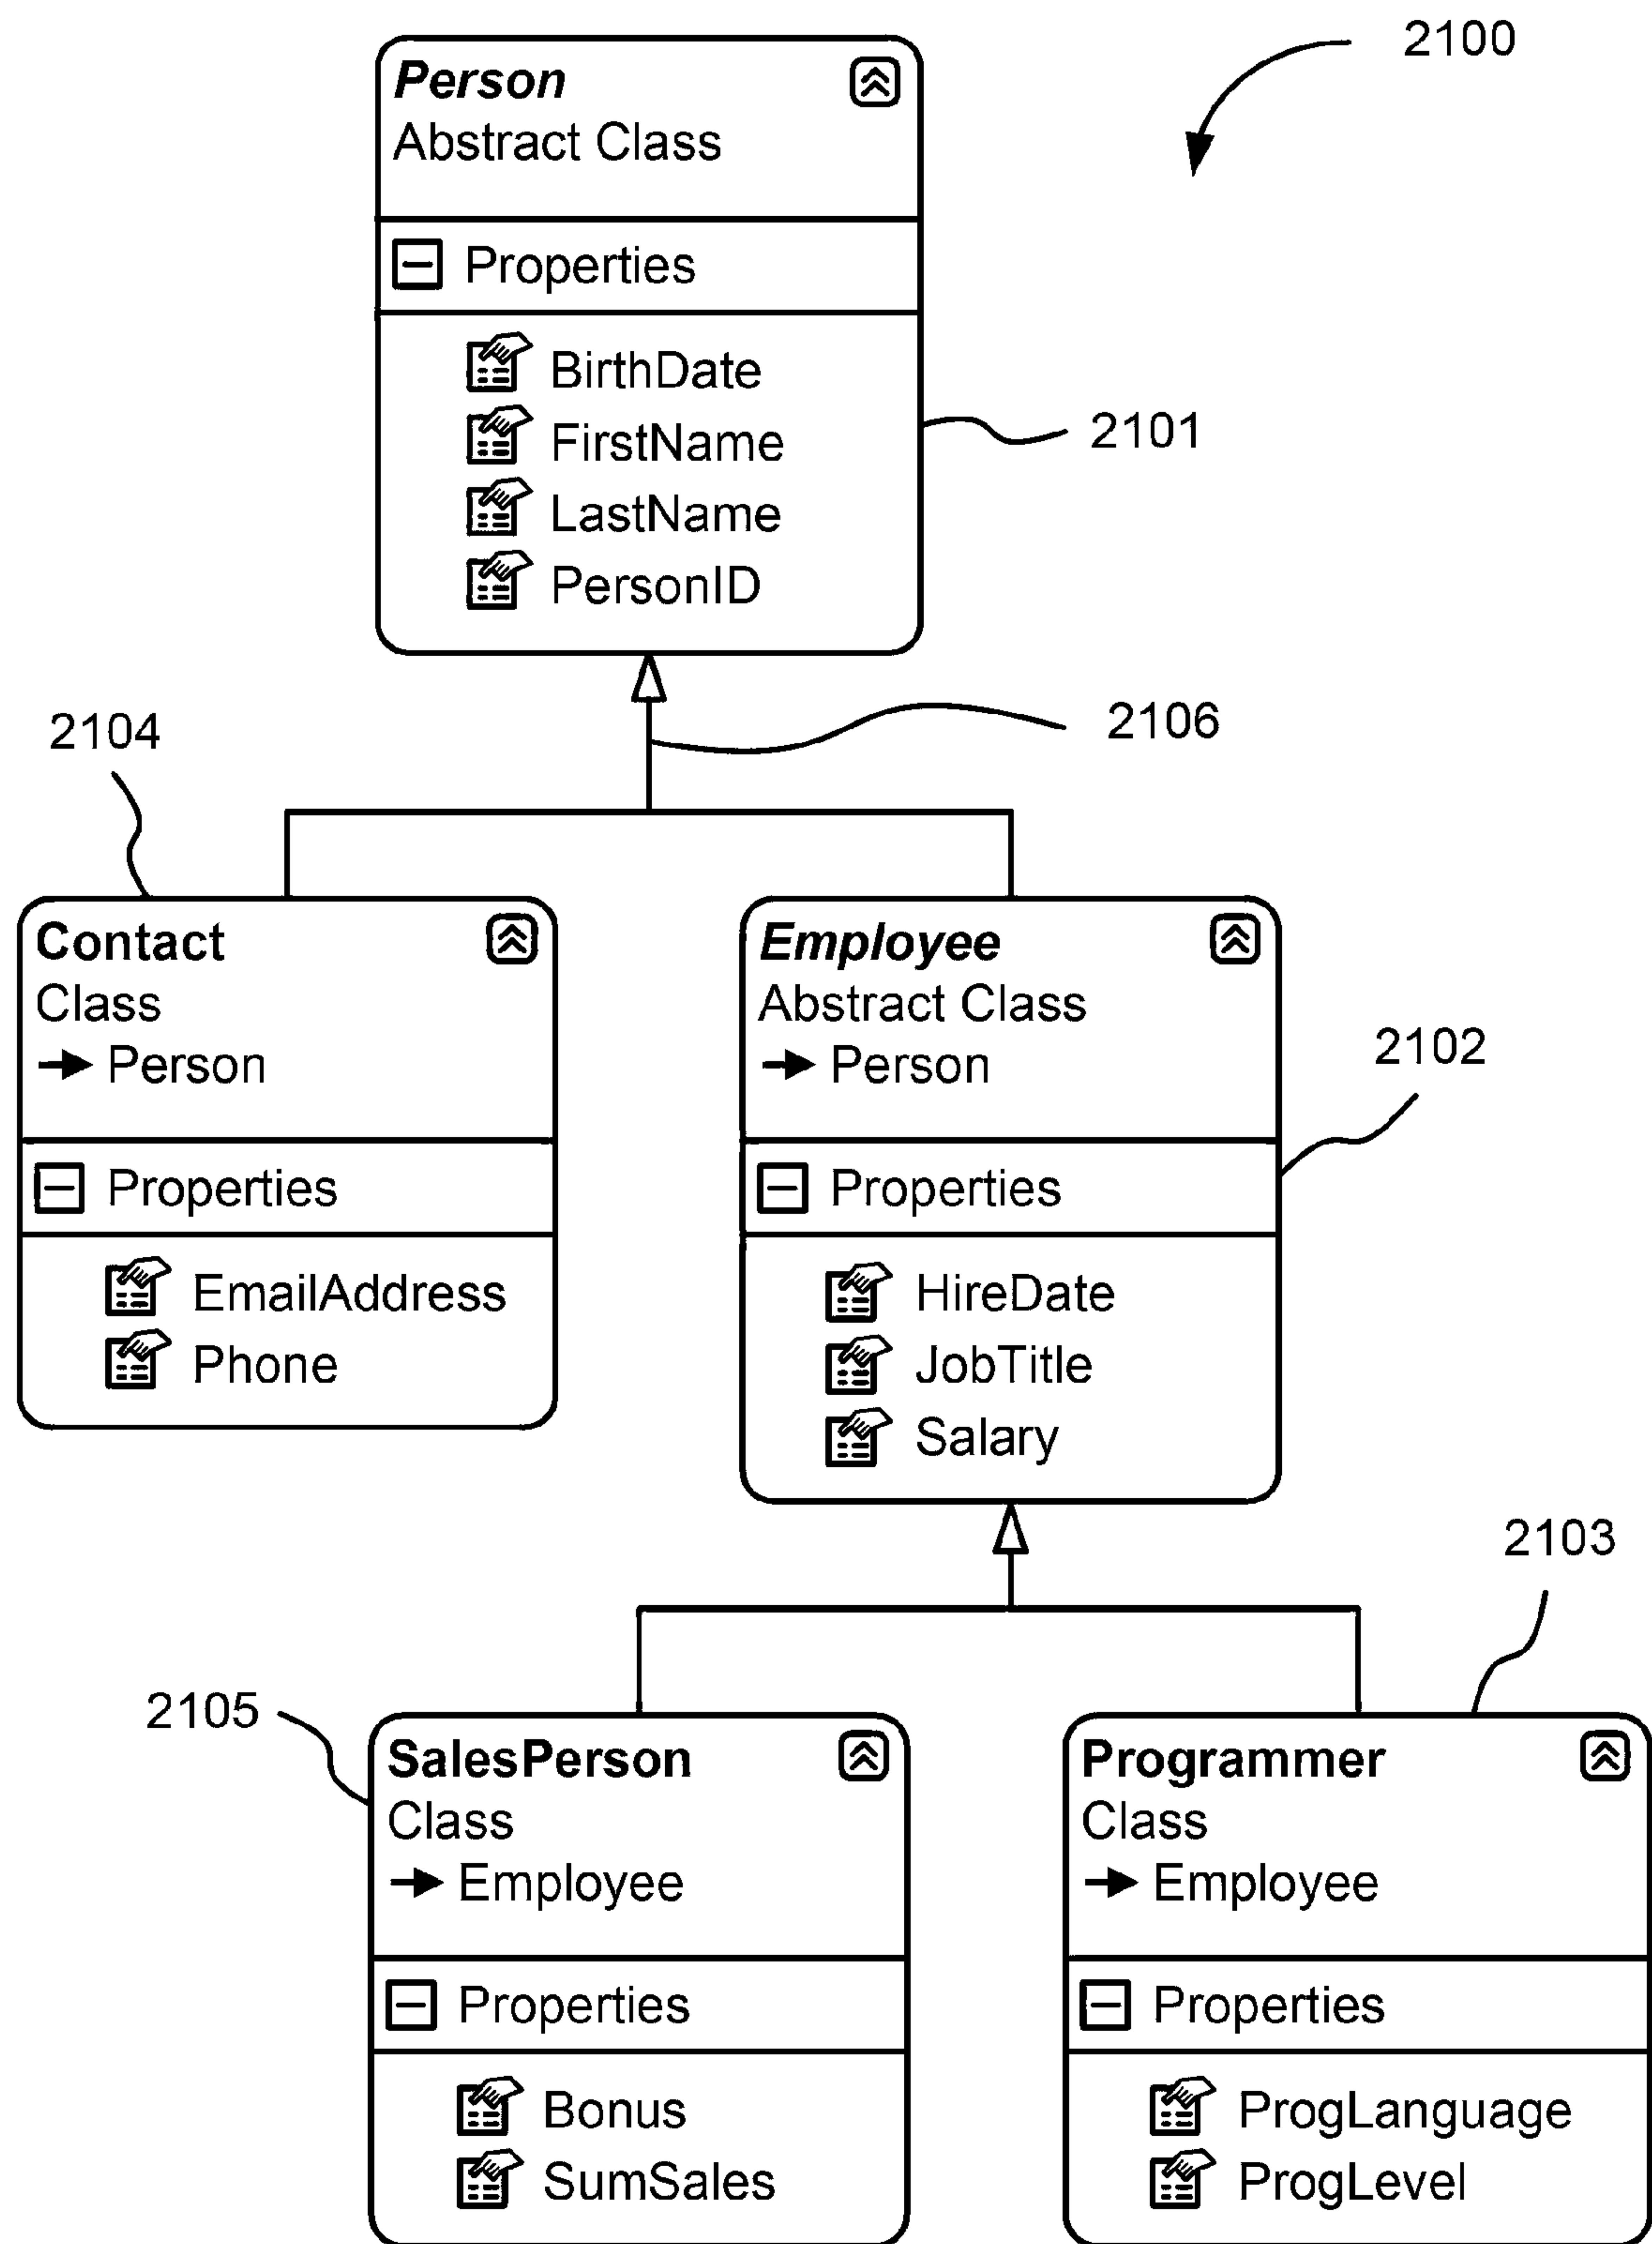 2100
Person
Abstract Class
Properties
BirthDate
FirstName
LastName
PersonID
2101
2106
2104
Contact
Class
Person
Properties
EmailAddress
Phone
Employee
Abstract Class
Person
Properties
HireDate
JobTitle
Salary
2102
2103
2105
SalesPerson
Class
Employee
Properties
Bonus
SumSales
Programmer
Class
Employee
Properties
ProgLanguage
ProgLevel